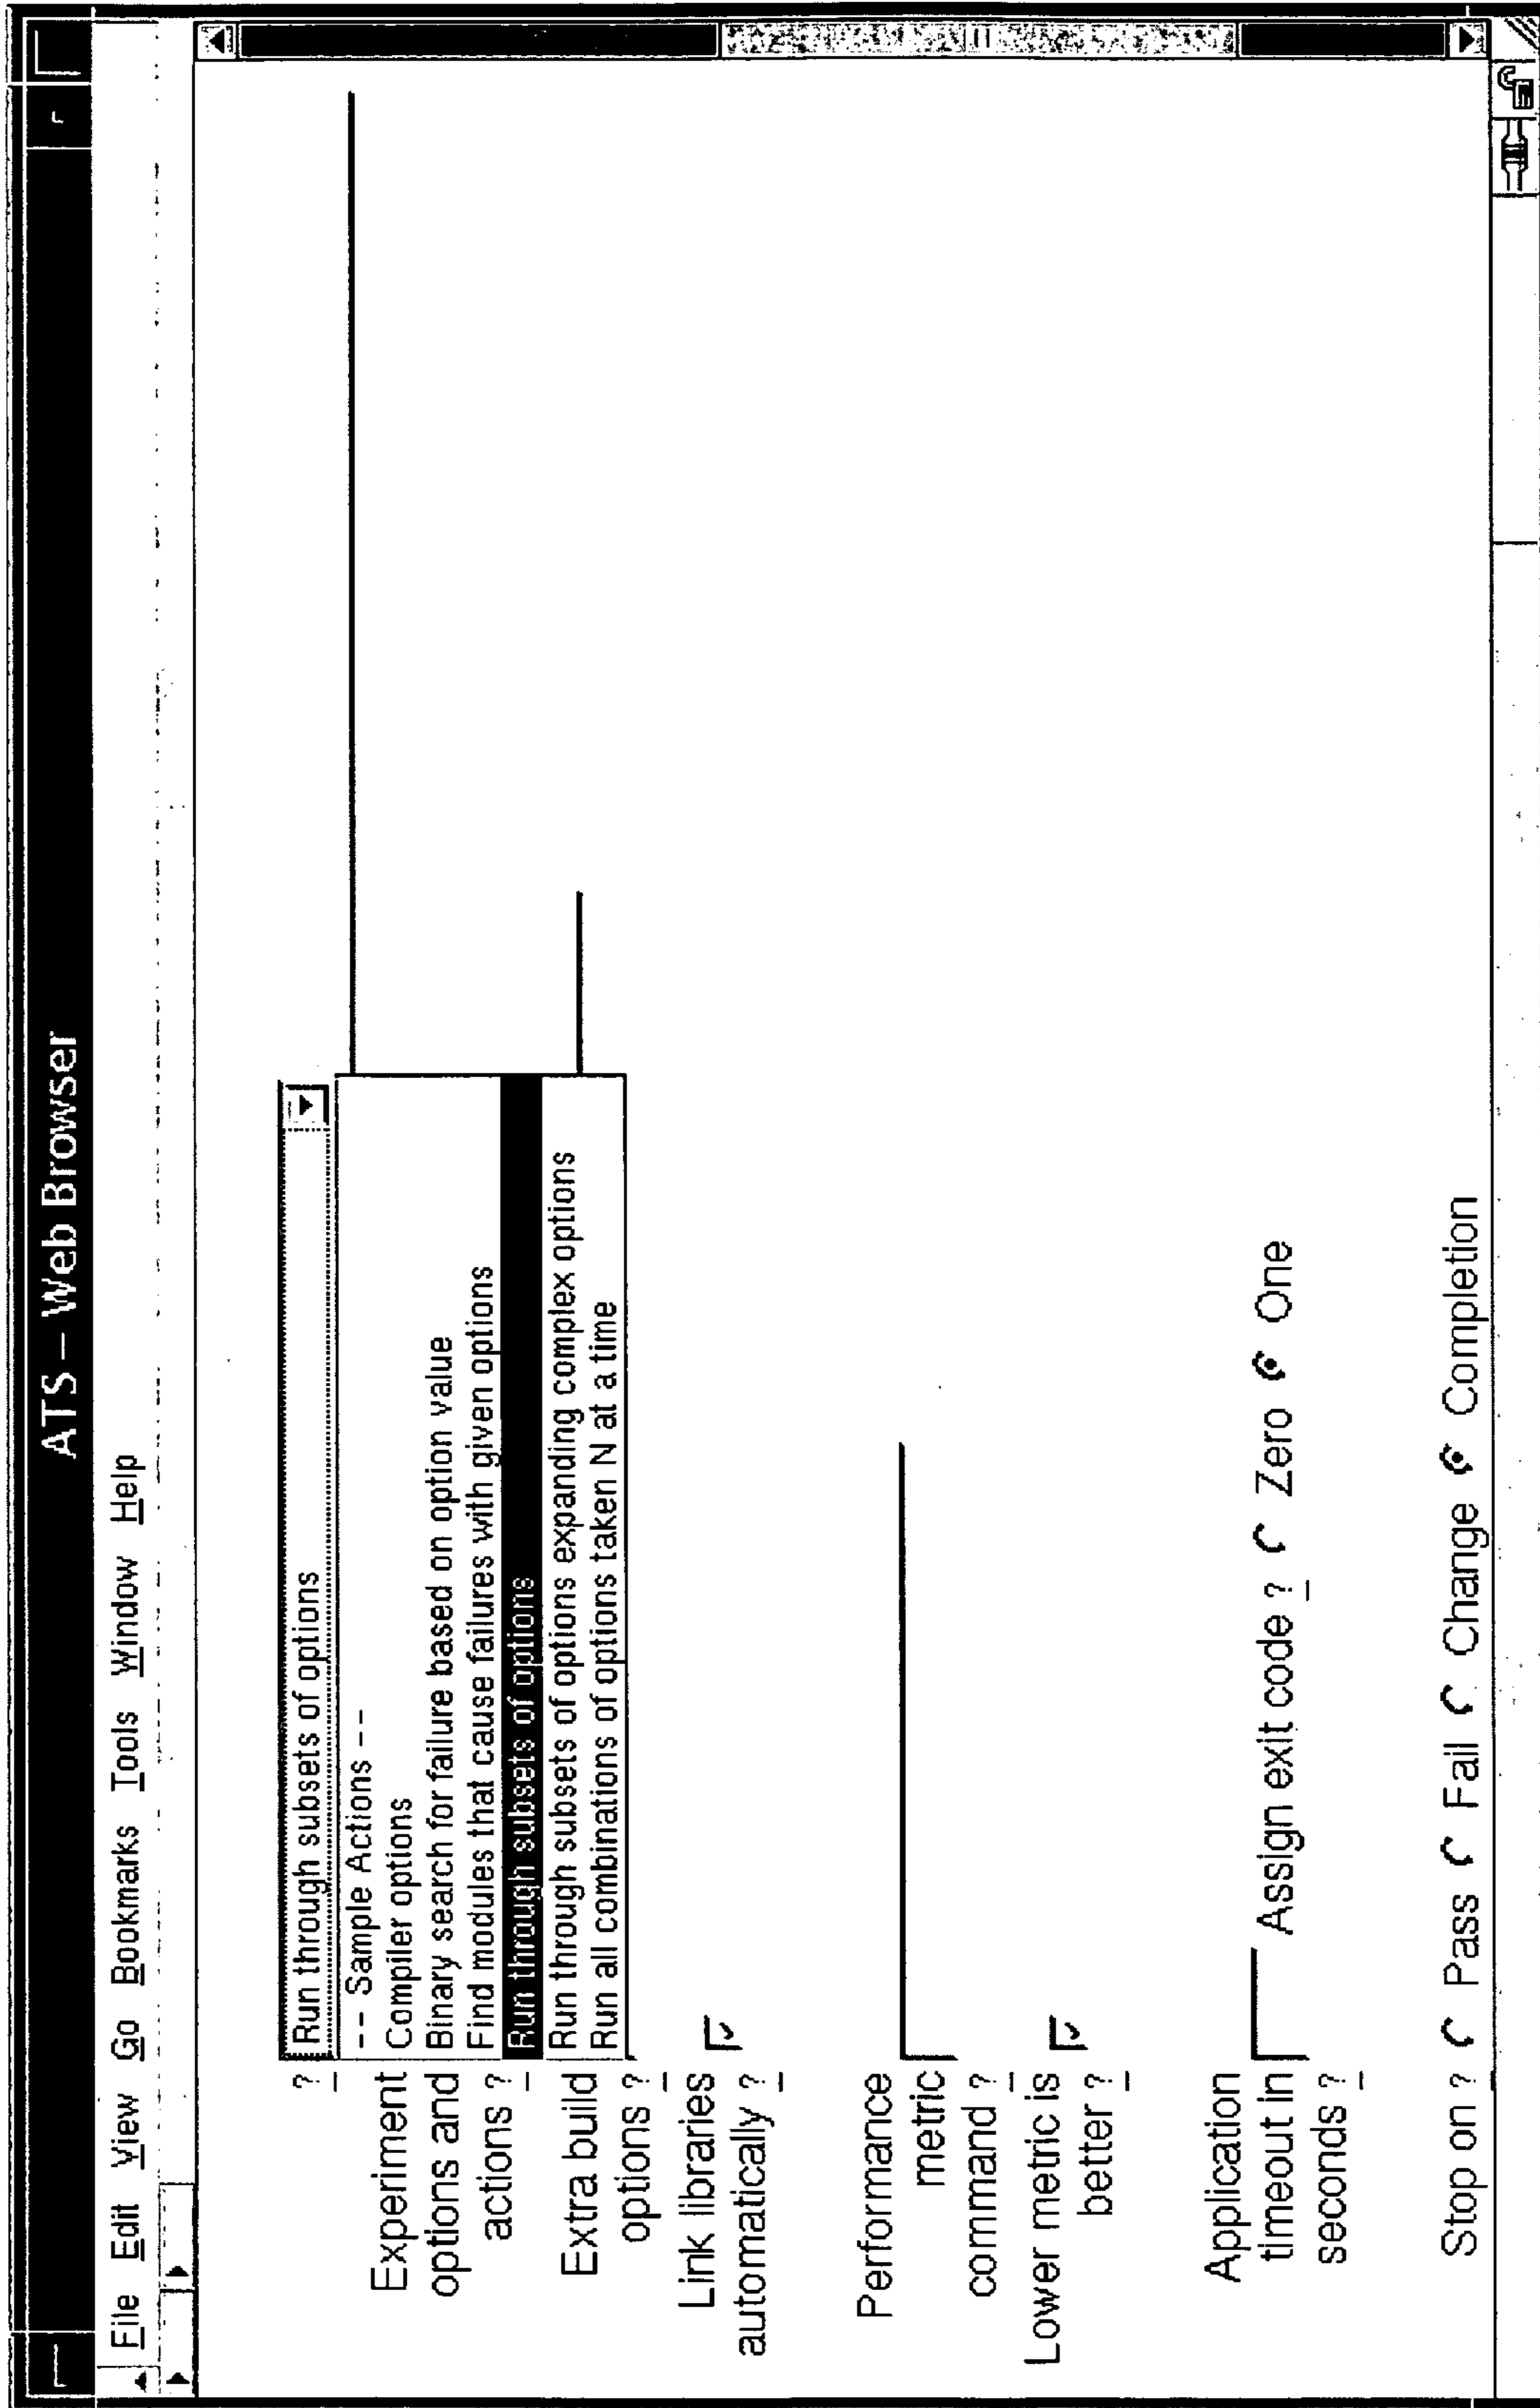 ATS – Web Browser
File Edit View Go Bookmarks Tools Window Help
? Run through subsets of options
-- Sample Actions --
Compiler options
Binary search for failure based on option value
Find modules that cause failures with given options
Run through subsets of options
Run through subsets of options expanding complex options
Run all combinations of options taken N at a time
Experiment
options and
actions ?
Extra build
options ?
Link libraries
automatically ?
Performance
metric
command ?
Lower metric is
better ?
Application
timeout in
seconds ?
Assign exit code ? Zero One
Stop on ? Pass Fail Change Completion